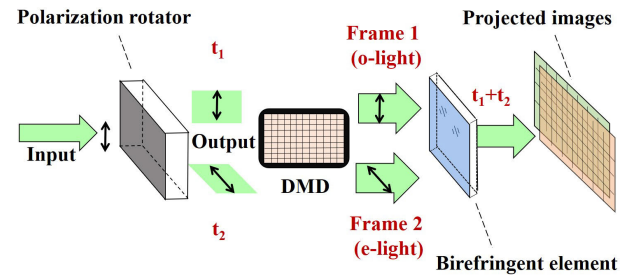 Polarization rotator
Projected images
t1
Frame 1
(o-light)
t1+t2
Input
Output
DMD
t2
Frame 2
(e-light)
Birefringent element